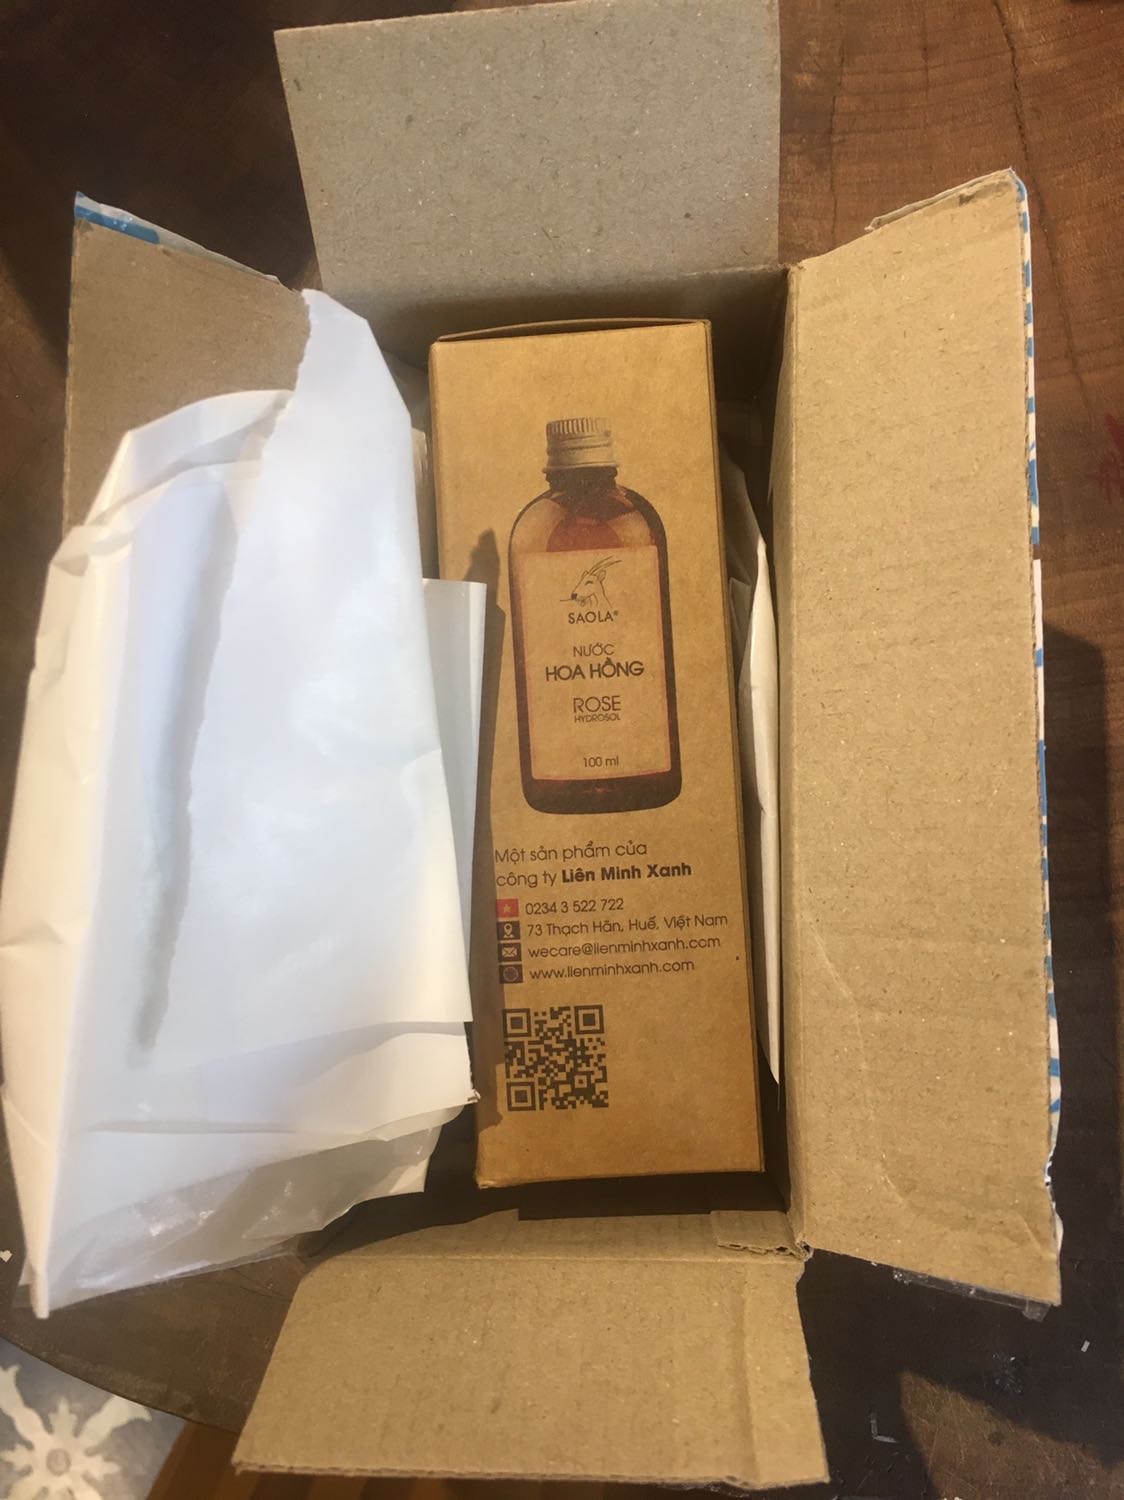 SAOLA®
NƯỚC
HOA HỒNG
ROSE
HYDROSOL
100 ml
Một sản phẩm của
công ty Liên Minh Xanh
0234 3 522 722
73 Thạch Hãn, Huế, Việt Nam
wecare@lienminhxanh.com
www.lienminhxanh.com